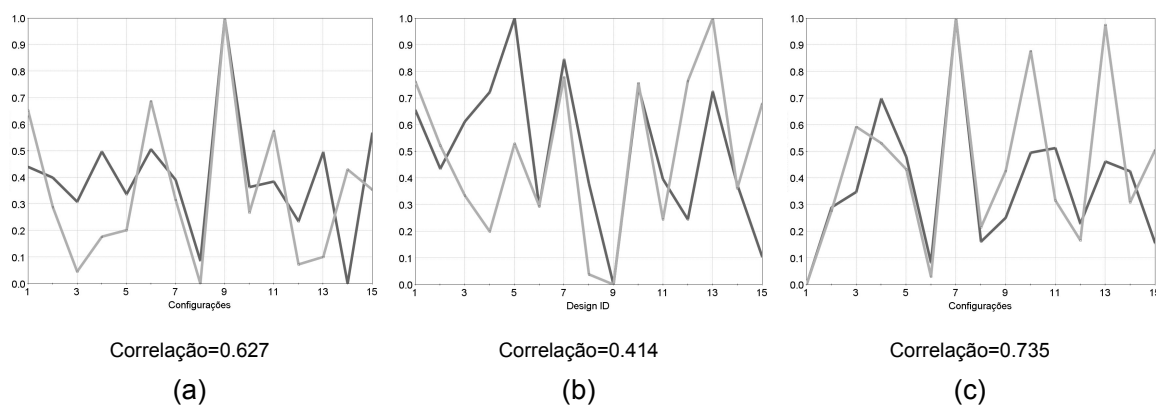 1.0
0.9
0.8
0.7
0.6
0.5
0.4
0.3
0.2
0.1
0.0
1 3 5 7 9 11 13 15
Configurações
Correlação=0.627
(a)
1.0
0.9
0.8
0.7
0.6
0.5
0.4
0.3
0.2
0.1
0.0
1 3 5 7 9 11 13 15
Design ID
Correlação=0.414
(b)
1.0
0.9
0.8
0.7
0.6
0.5
0.4
0.3
0.2
0.1
0.0
1 3 5 7 9 11 13 15
Configurações
Correlação=0.735
(c)